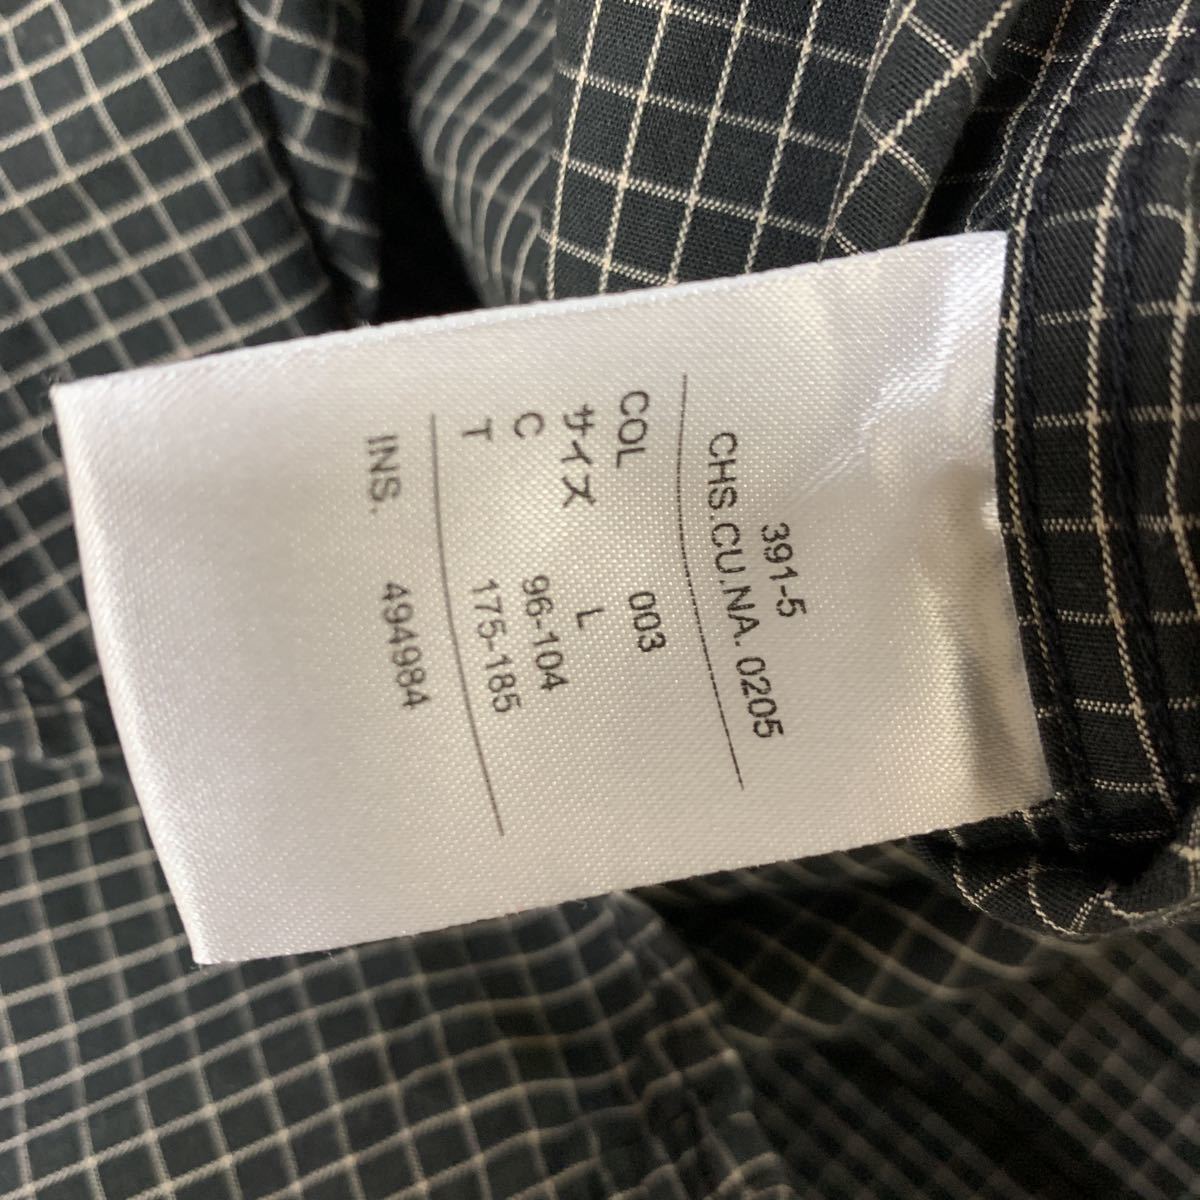 391-5
CHS.CU.NA. 0205
COL 003
サイズ L
C 96-104
T 175-185
INS. 494984